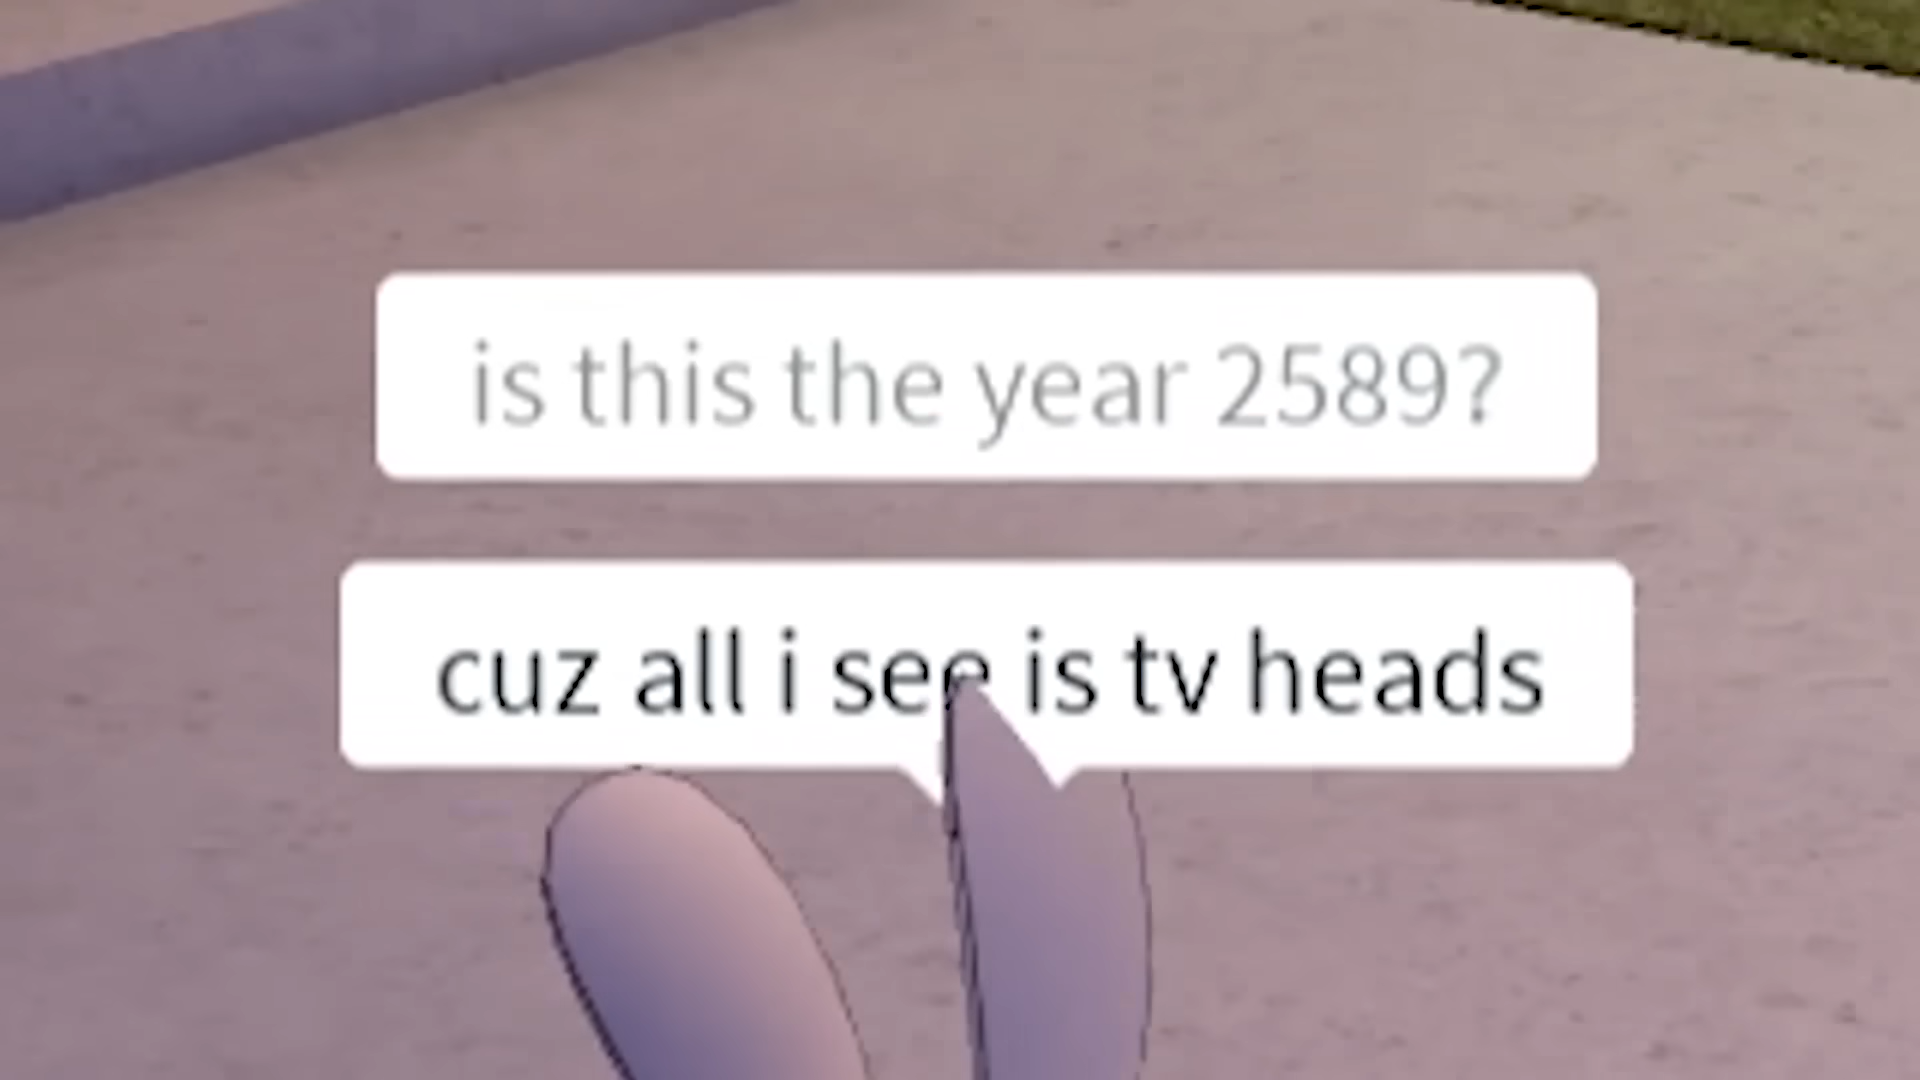 is this the year 2589?
cuz all i see is tv heads